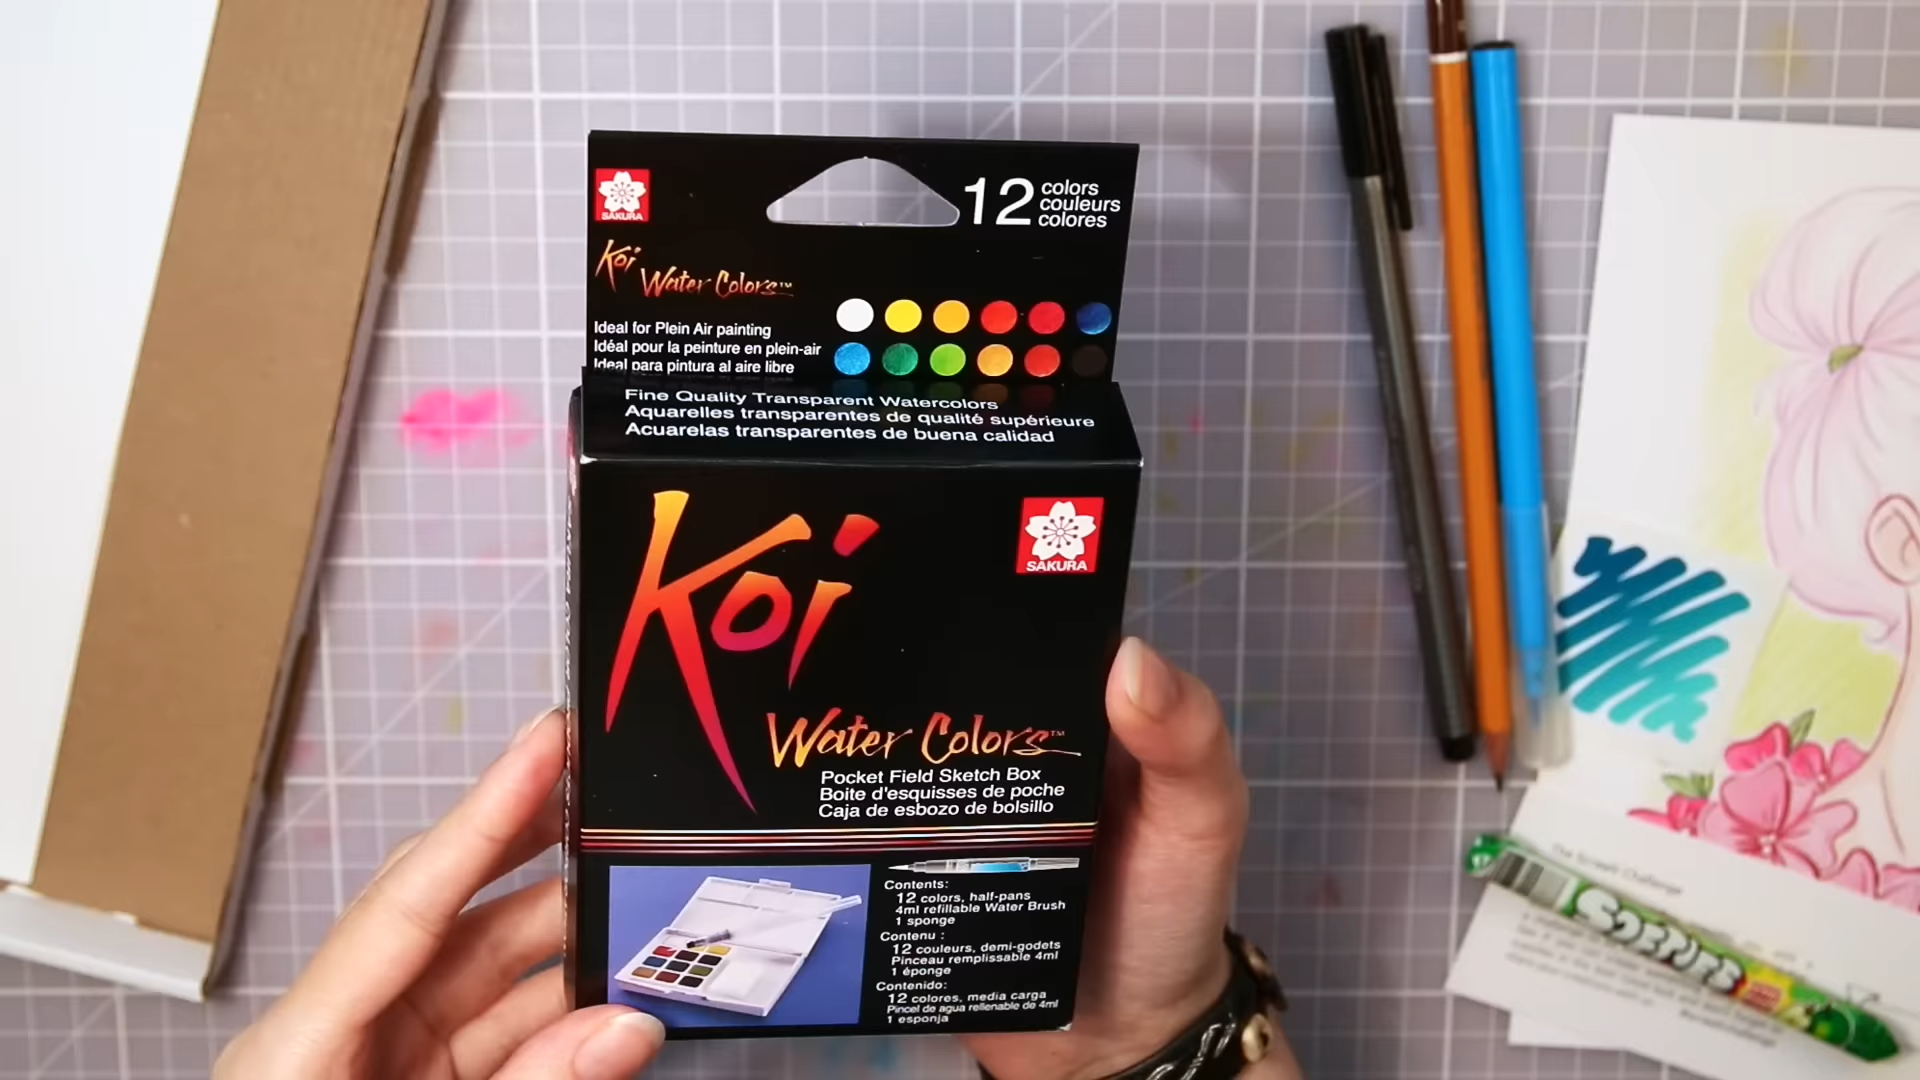 SAKURA
12 colors
couleurs
colores
Koi Water Colors™
Ideal for Plein Air painting
Idéal pour la peinture en plein-air
Ideal para pintura al aire libre
Fine Quality Transparent Watercolors
Aquarelles transparentes de qualité supérieure
Acuarelas transparentes de buena calidad
Koi
SAKURA
Water Colors™
Pocket Field Sketch Box
Boite d'esquisses de poche
Caja de esbozo de bolsillo
Contents:
12 colors, half-pans
4ml refillable Water Brush
1 sponge
Contenu :
12 couleurs, demi-godets
Pinceau remplissable 4ml
1 éponge
Contenido:
12 colores, media carga
Pincel de agua rellenable de 4ml
1 esponja
Challenge